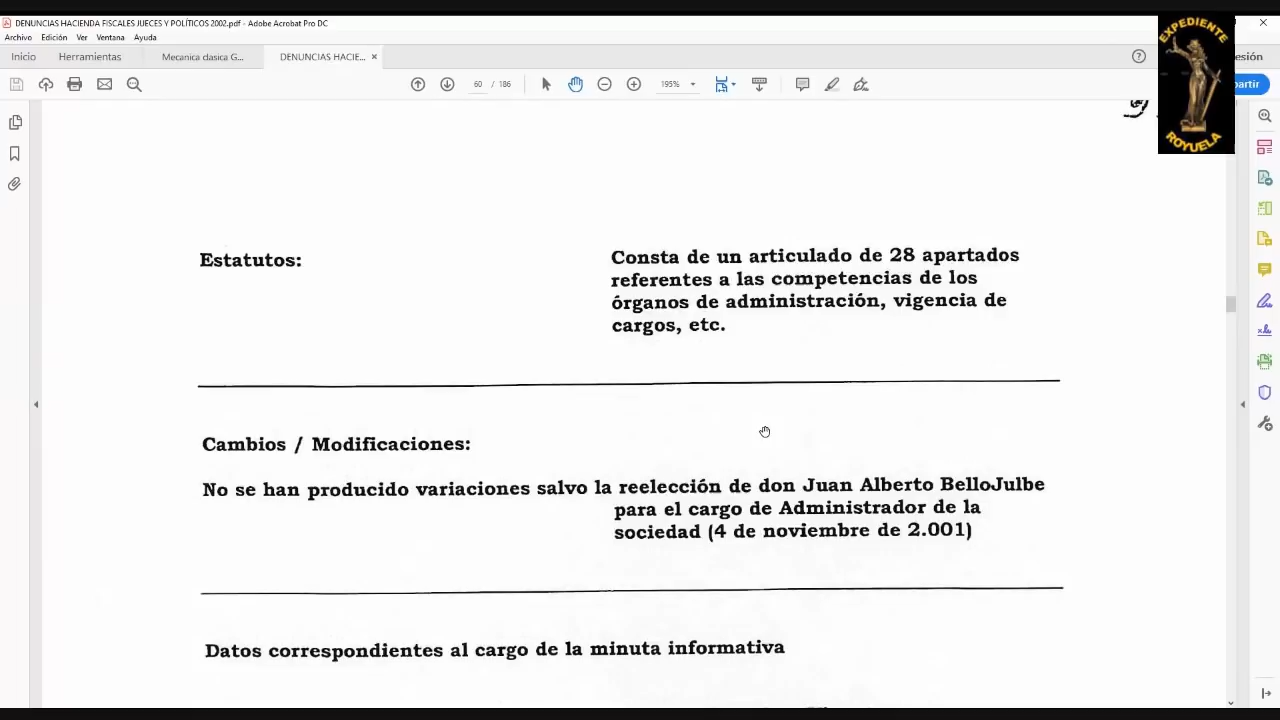 DENUNCIAS HACIENDA FISCALES JUECES Y POLÍTICOS 2002.pdf - Adobe Acrobat Pro DC
Archivo Edición Ver Ventana Ayuda
Inicio Herramientas Mecanica clasica G... DENUNCIAS HACIE... × esión
60 / 186 195% partir
EXPEDIENTE
ROYUELA
Estatutos:
Consta de un articulado de 28 apartados
referentes a las competencias de los
órganos de administración, vigencia de
cargos, etc.
Cambios / Modificaciones:
No se han producido variaciones salvo la reelección de don Juan Alberto BelloJulbe
para el cargo de Administrador de la
sociedad (4 de noviembre de 2.001)
Datos correspondientes al cargo de la minuta informativa